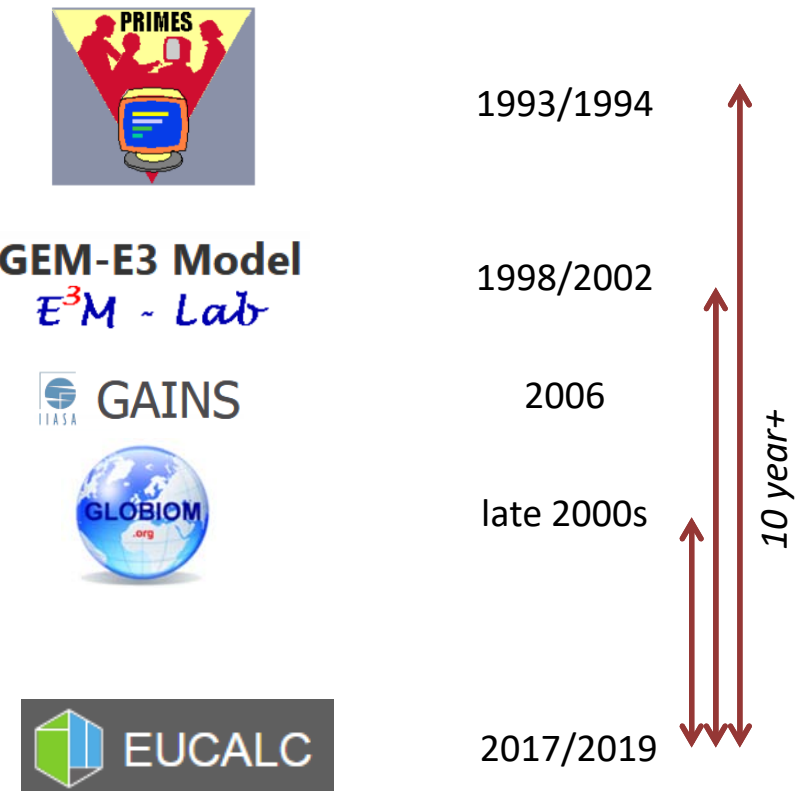 PRIMES
1993/1994
GEM-E3 Model
E³M - Lab
1998/2002
IIASA
GAINS
2006
GLOBIOM
.org
late 2000s
10 year+
EUCALC
2017/2019